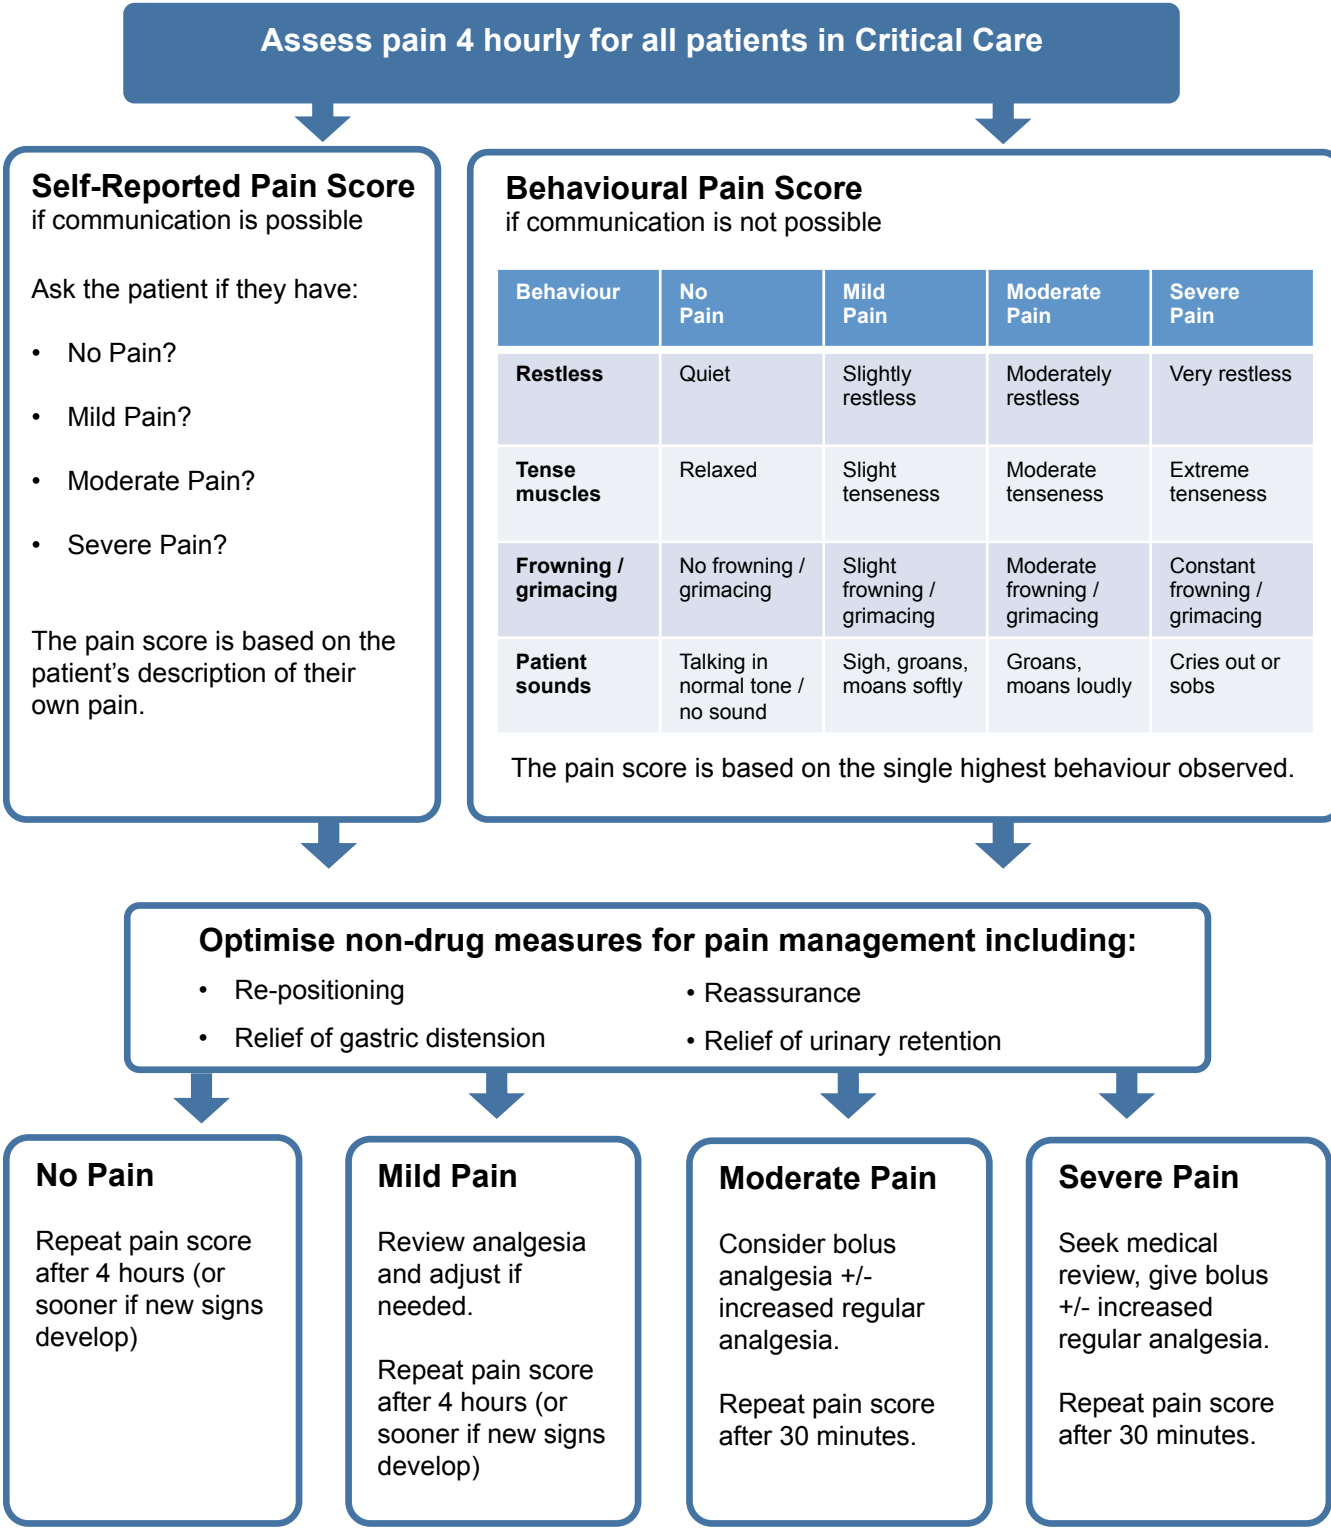 Assess pain 4 hourly for all patients in Critical Care
Self-Reported Pain Score
if communication is possible
Ask the patient if they have:
• No Pain?
• Mild Pain?
• Moderate Pain?
• Severe Pain?
The pain score is based on the
patient’s description of their
own pain.
Behavioural Pain Score
if communication is not possible
Behaviour
No
Pain
Mild
Pain
Moderate
Pain
Severe
Pain
Restless
Quiet
Slightly
restless
Moderately
restless
Very restless
Tense
muscles
Relaxed
Slight
tenseness
Moderate
tenseness
Extreme
tenseness
Frowning /
grimacing
No frowning /
grimacing
Slight
frowning /
grimacing
Moderate
frowning /
grimacing
Constant
frowning /
grimacing
Patient
sounds
Talking in
normal tone /
no sound
Sigh, groans,
moans softly
Groans,
moans loudly
Cries out or
sobs
The pain score is based on the single highest behaviour observed.
Optimise non-drug measures for pain management including:
• Re-positioning
• Relief of gastric distension
• Reassurance
• Relief of urinary retention
No Pain
Repeat pain score
after 4 hours (or
sooner if new signs
develop)
Mild Pain
Review analgesia
and adjust if
needed.
Repeat pain score
after 4 hours (or
sooner if new signs
develop)
Moderate Pain
Consider bolus
analgesia +/-
increased regular
analgesia.
Repeat pain score
after 30 minutes.
Severe Pain
Seek medical
review, give bolus
+/- increased
regular analgesia.
Repeat pain score
after 30 minutes.